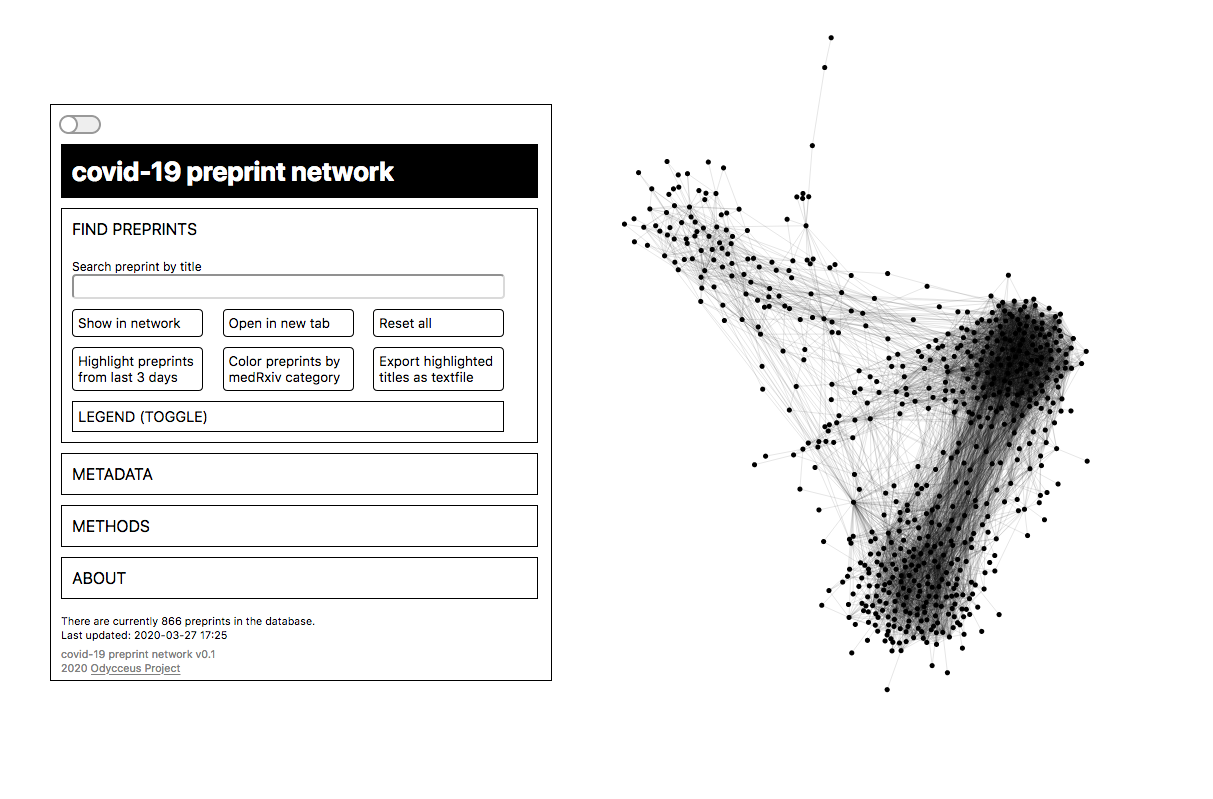 covid-19 preprint network
FIND PREPRINTS
Search preprint by title
Show in network
Open in new tab
Reset all
Highlight preprints
from last 3 days
Color preprints by
medRxiv category
Export highlighted
titles as textfile
LEGEND (TOGGLE)
METADATA
METHODS
ABOUT
There are currently 866 preprints in the database.
Last updated: 2020-03-27 17:25
covid-19 preprint network v0.1
2020 Odycceus Project